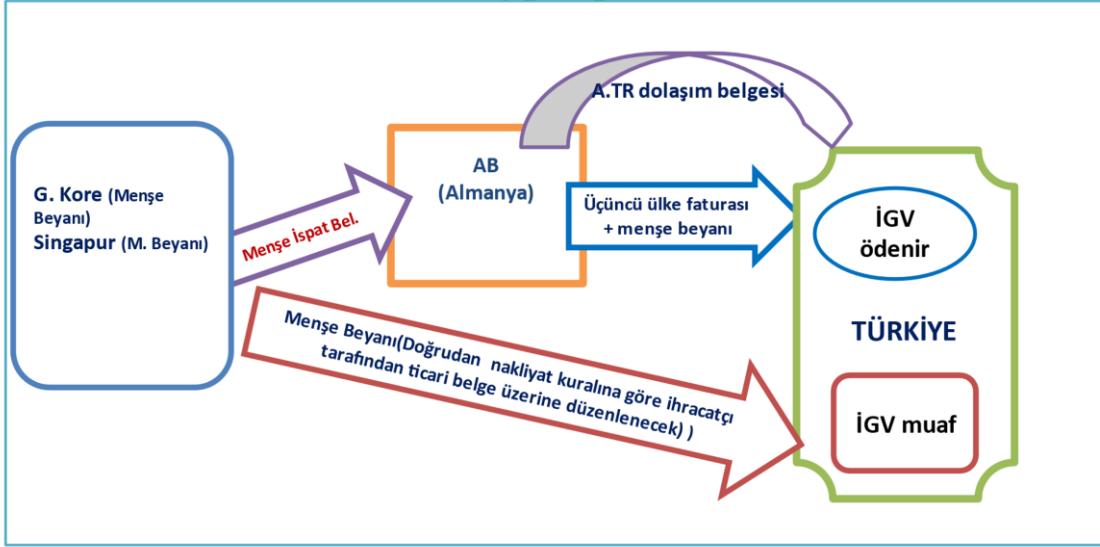 A.TR dolaşım belgesi
G. Kore (Menşe
Beyanı)
Singapur (M. Beyanı)
Menşe İspat Bel.
AB
(Almanya)
Üçüncü ülke faturası
+ menşe beyanı
İGV
ödenir
TÜRKİYE
Menşe Beyanı(Doğrudan nakliyat kuralına göre ihracatçı
tarafından ticari belge üzerine düzenlenecek) )
İGV muaf